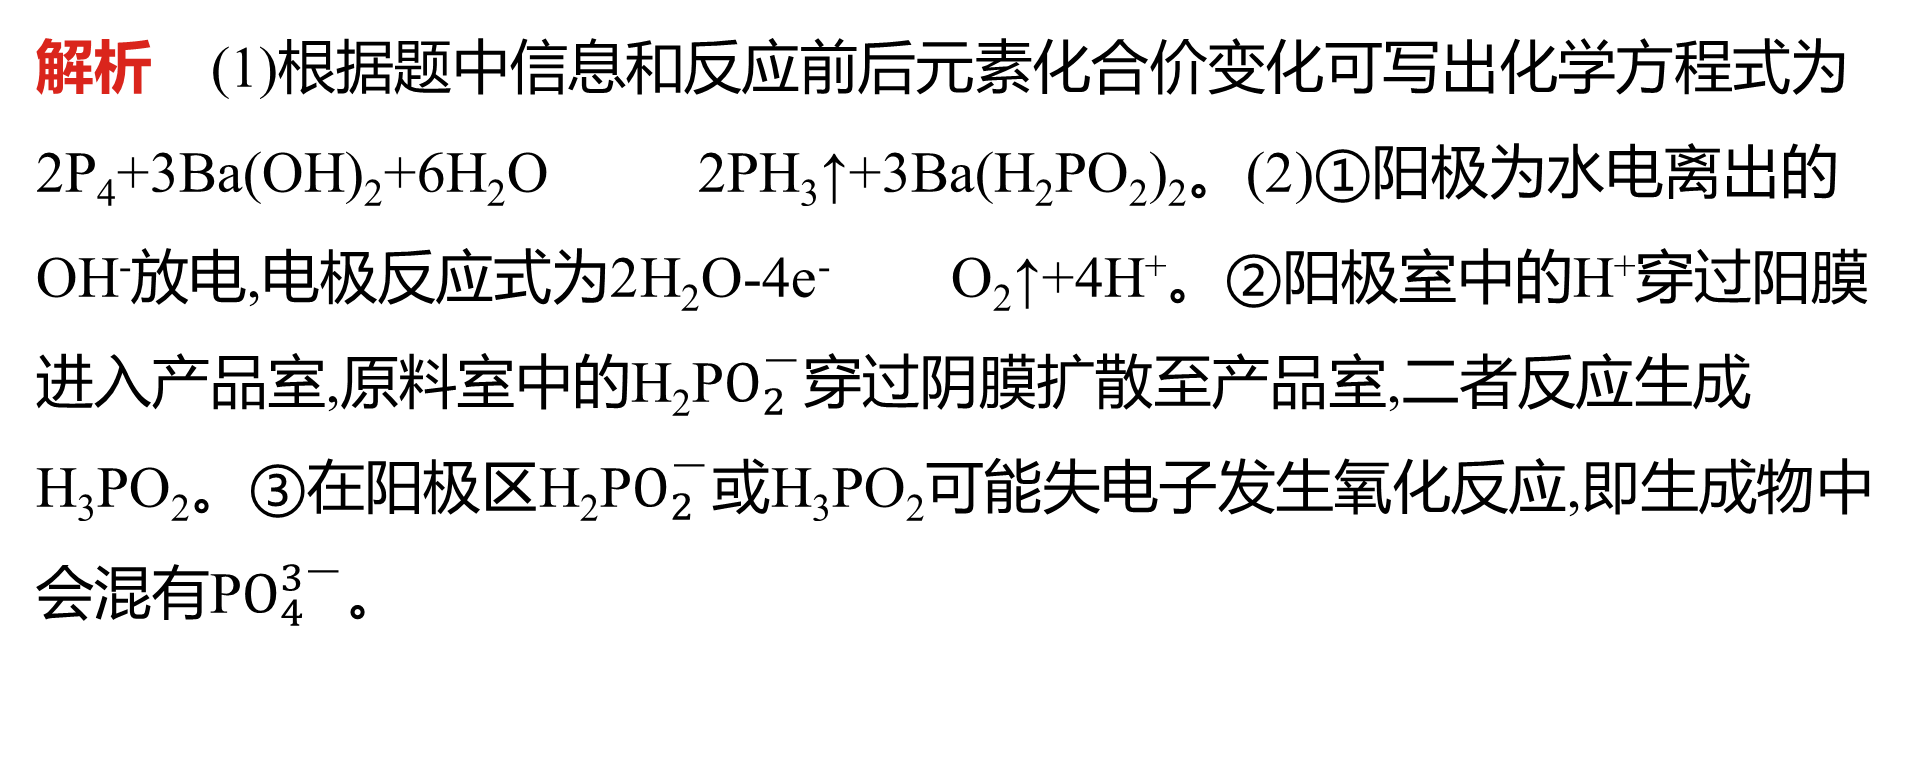 解析　(1)根据题中信息和反应前后元素化合价变化可写出化学方程式为
2P₄+3Ba(OH)₂+6H₂O　　2PH₃↑+3Ba(H₂PO₂)₂。(2)①阳极为水电离出的
OH⁻放电,电极反应式为2H₂O-4e⁻　　O₂↑+4H⁺。②阳极室中的H⁺穿过阳膜
进入产品室,原料室中的H₂PO₂⁻穿过阴膜扩散至产品室,二者反应生成
H₃PO₂。③在阳极区H₂PO₂⁻或H₃PO₂可能失电子发生氧化反应,即生成物中
会混有PO₄³⁻。